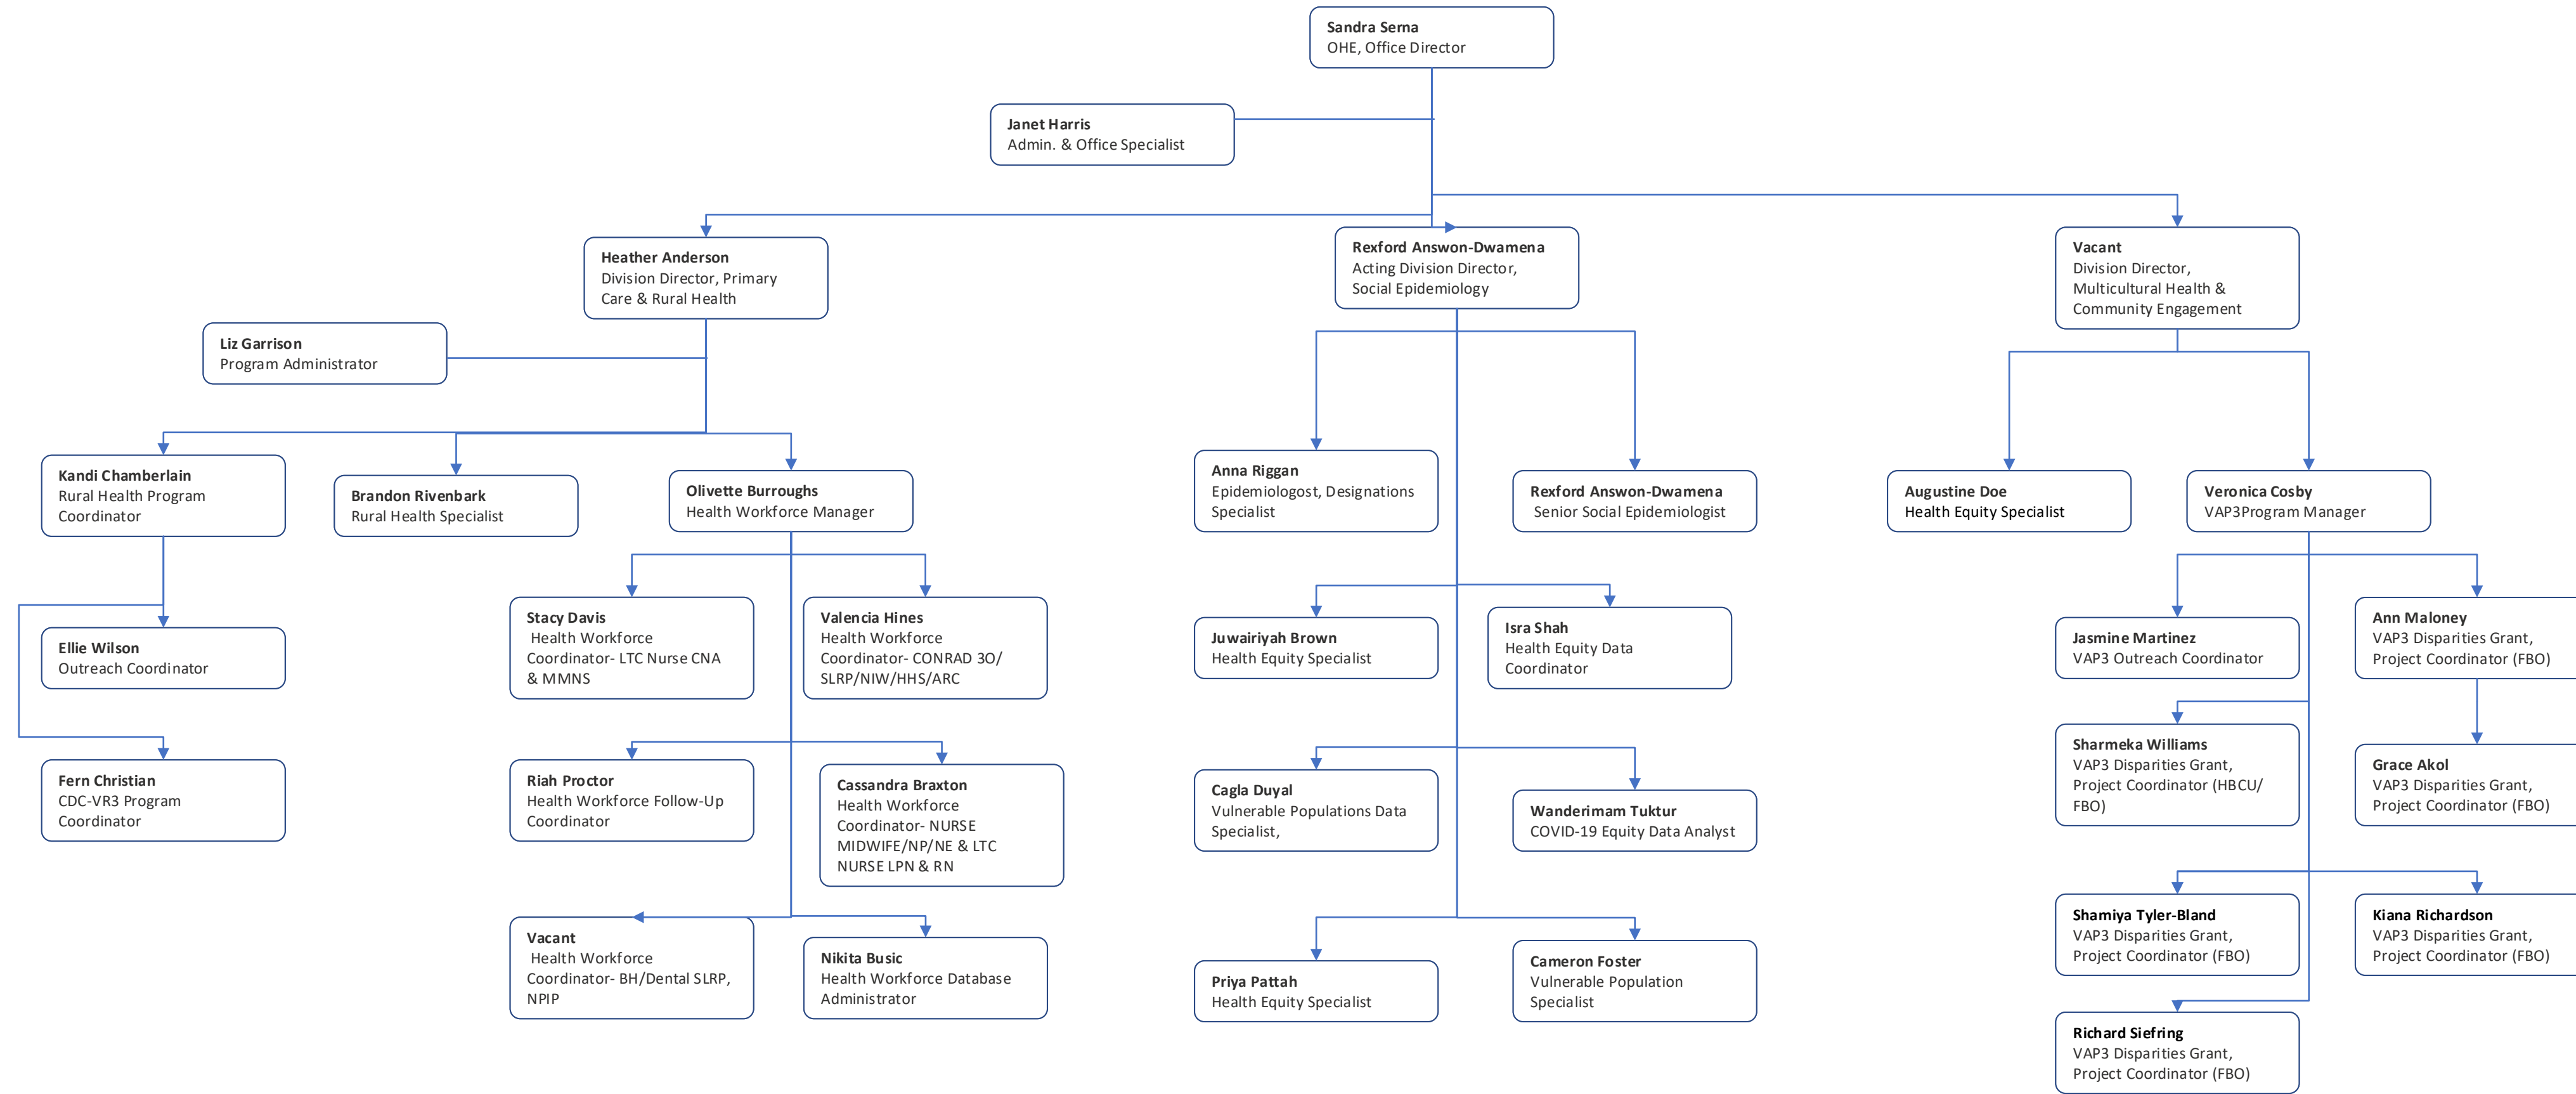 Sandra Serna
OHE, Office Director
Janet Harris
Admin. & Office Specialist
Heather Anderson
Division Director, Primary
Care & Rural Health
Rexford Answon-Dwamena
Acting Division Director,
Social Epidemiology
Vacant
Division Director,
Multicultural Health &
Community Engagement
Liz Garrison
Program Administrator
Kandi Chamberlain
Rural Health Program
Coordinator
Brandon Rivenbark
Rural Health Specialist
Olivette Burroughs
Health Workforce Manager
Anna Riggan
Epidemiologost, Designations
Specialist
Rexford Answon-Dwamena
Senior Social Epidemiologist
Augustine Doe
Health Equity Specialist
Veronica Cosby
VAP3Program Manager
Ellie Wilson
Outreach Coordinator
Stacy Davis
Health Workforce
Coordinator- LTC Nurse CNA
& MMNS
Valencia Hines
Health Workforce
Coordinator- CONRAD 3O/
SLRP/NIW/HHS/ARC
Juwairiyah Brown
Health Equity Specialist
Isra Shah
Health Equity Data
Coordinator
Jasmine Martinez
VAP3 Outreach Coordinator
Ann Maloney
VAP3 Disparities Grant,
Project Coordinator (FBO)
Fern Christian
CDC-VR3 Program
Coordinator
Riah Proctor
Health Workforce Follow-Up
Coordinator
Cassandra Braxton
Health Workforce
Coordinator- NURSE
MIDWIFE/NP/NE & LTC
NURSE LPN & RN
Cagla Duyal
Vulnerable Populations Data
Specialist,
Wanderimam Tuktur
COVID-19 Equity Data Analyst
Sharmeka Williams
VAP3 Disparities Grant,
Project Coordinator (HBCU/
FBO)
Grace Akol
VAP3 Disparities Grant,
Project Coordinator (FBO)
Vacant
Health Workforce
Coordinator- BH/Dental SLRP,
NPIP
Nikita Busic
Health Workforce Database
Administrator
Priya Pattah
Health Equity Specialist
Cameron Foster
Vulnerable Population
Specialist
Shamiya Tyler-Bland
VAP3 Disparities Grant,
Project Coordinator (FBO)
Kiana Richardson
VAP3 Disparities Grant,
Project Coordinator (FBO)
Richard Siefring
VAP3 Disparities Grant,
Project Coordinator (FBO)